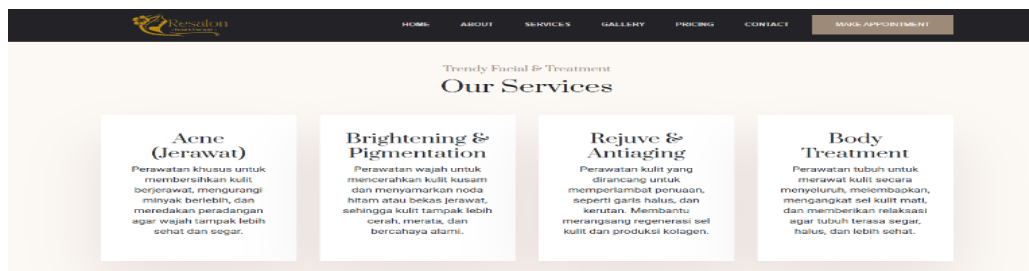 Resalon
HOME ABOUT SERVICES GALLERY PRICING CONTACT MAKE APPOINTMENT
Trendy Facial & Treatment
Our Services
Acne
(Jerawat)
Perawatan khusus untuk
membersihkan kulit
berjerawat, mengurangi
minyak berlebih, dan
meredakan peradangan
agar wajah tampak lebih
sehat dan segar.
Brightening &
Pigmentation
Perawatan wajah untuk
mencerahkan kulit kusam
dan menyamarkan noda
hitam atau bekas jerawat,
sehingga kulit tampak lebih
cerah, merata, dan
bercahaya alami.
Rejuve &
Antiaging
Perawatan kulit yang
dirancang untuk
memperlambat penuaan,
seperti garis halus, dan
kerutan. Membantu
merangsang regenerasi sel
kulit dan produksi kolagen.
Body
Treatment
Perawatan tubuh untuk
merawat kulit secara
menyeluruh, melembapkan,
mengangkat sel kulit mati,
dan memberikan relaksasi
agar tubuh terasa segar,
halus, dan lebih sehat.